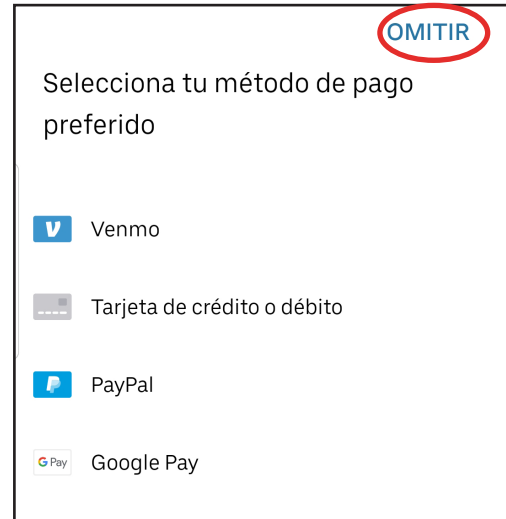 OMITIR
Selecciona tu método de pago
preferido
V Venmo
Tarjeta de crédito o débito
P PayPal
G Pay Google Pay